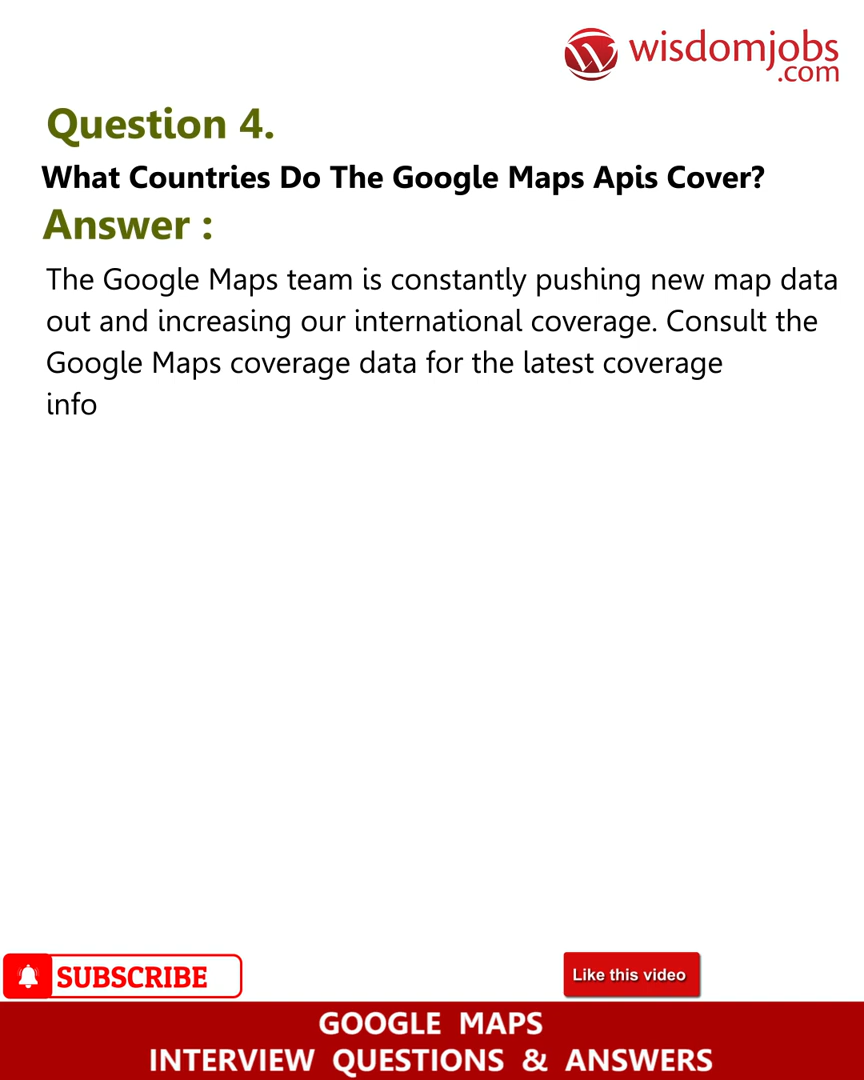 wisdomjobs
.com
Question 4.
What Countries Do The Google Maps Apis Cover?
Answer :
The Google Maps team is constantly pushing new map data
out and increasing our international coverage. Consult the
Google Maps coverage data for the latest coverage
info
SUBSCRIBE
Like this video
GOOGLE MAPS
INTERVIEW QUESTIONS & ANSWERS